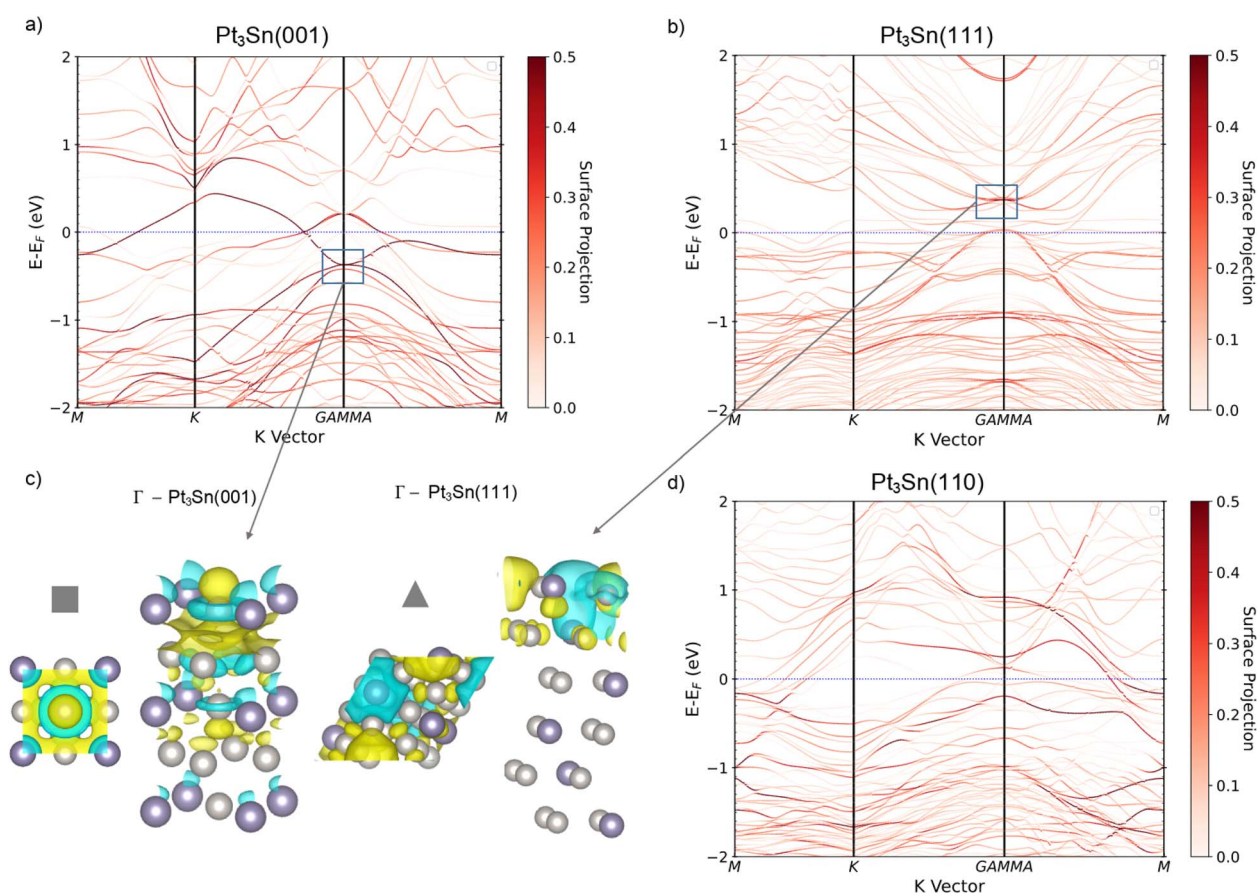 a)
Pt₃Sn(001)
E-E_F (eV)
2
1
0
−1
−2
M
K
GAMMA
M
K Vector
0.5
0.4
0.3
0.2
0.1
0.0
Surface Projection
b)
Pt₃Sn(111)
E-E_F (eV)
2
1
0
−1
−2
M
K
GAMMA
M
K Vector
0.5
0.4
0.3
0.2
0.1
0.0
Surface Projection
c)
Γ – Pt₃Sn(001)
Γ – Pt₃Sn(111)
d)
Pt₃Sn(110)
E-E_F (eV)
2
1
0
−1
−2
M
K
GAMMA
M
K Vector
0.5
0.4
0.3
0.2
0.1
0.0
Surface Projection